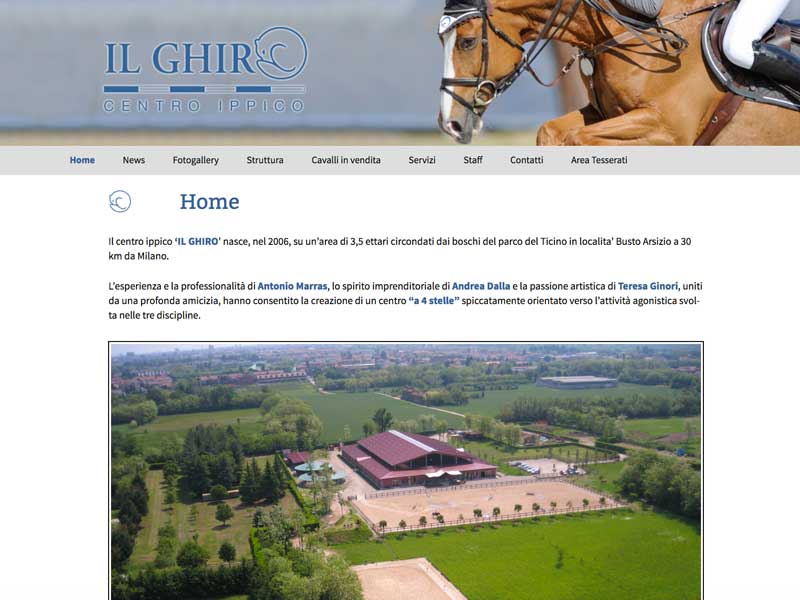 IL GHIRO
CENTRO IPPICO
Home News Fotogallery Struttura Cavalli in vendita Servizi Staff Contatti Area Tesserati
Home
Il centro ippico ‘IL GHIRO’ nasce, nel 2006, su un’area di 3,5 ettari circondati dai boschi del parco del Ticino in localita’ Busto Arsizio a 30
km da Milano.
L’esperienza e la professionalità di Antonio Marras, lo spirito imprenditoriale di Andrea Dalla e la passione artistica di Teresa Ginori, uniti
da una profonda amicizia, hanno consentito la creazione di un centro “a 4 stelle” spiccatamente orientato verso l’attività agonistica svol-
ta nelle tre discipline.